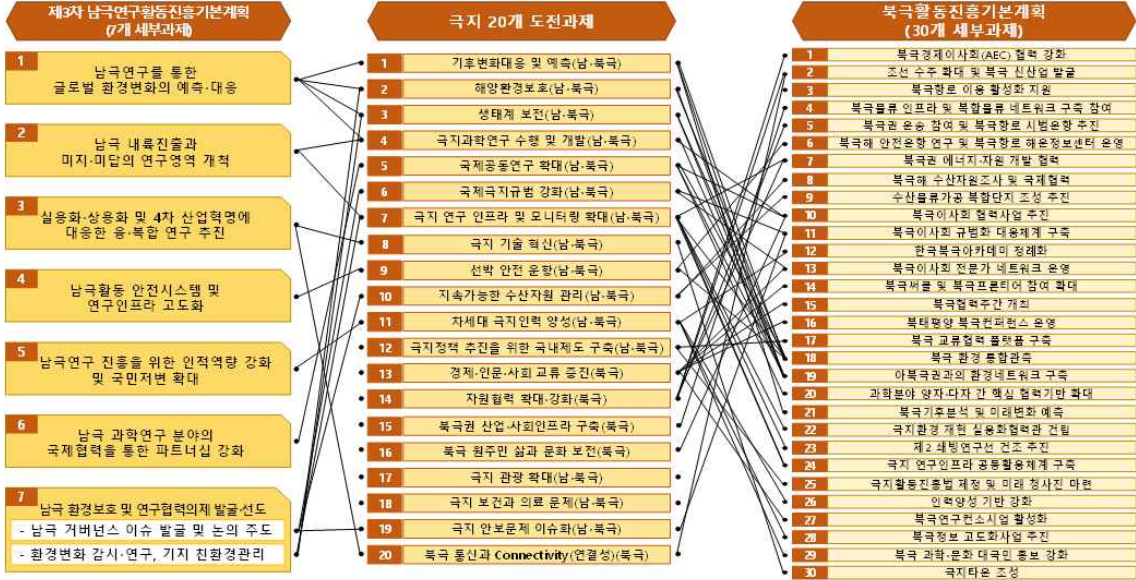 제3차 남극연구활동진흥기본계획
(7개 세부과제)
1
남극연구를 통한
글로벌 환경변화의 예측·대응
2
남극 내륙진출과
미지·미답의 연구영역 개척
3
실용화·상용화 및 4차 산업혁명에
대응한 융·복합 연구 추진
4
남극활동 안전시스템 및
연구인프라 고도화
5
남극연구 진흥을 위한 인적역량 강화
및 국민저변 확대
6
남극 과학연구 분야의
국제협력을 통한 파트너십 강화
7
남극 환경보호 및 연구협력의제 발굴·선도
- 남극 거버넌스 이슈 발굴 및 논의 주도
- 환경변화 감시·연구, 기지 친환경관리
극지 20개 도전과제
1 기후변화대응 및 예측(남·북극)
2 해양환경보호(남·북극)
3 생태계 보전(남·북극)
4 극지과학연구 수행 및 개발(남·북극)
5 국제공동연구 확대(남·북극)
6 국제극지규범 강화(남·북극)
7 극지 연구 인프라 및 모니터링 확대(남·북극)
8 극지 기술 혁신(남·북극)
9 선박 안전 운항(남·북극)
10 지속가능한 수산자원 관리(남·북극)
11 차세대 극지인력 양성(남·북극)
12 극지정책 추진을 위한 국내제도 구축(남·북극)
13 경제·인문·사회 교류 증진(북극)
14 자원협력 확대·강화(북극)
15 북극권 산업·사회인프라 구축(북극)
16 북극 원주민 삶과 문화 보전(북극)
17 극지 관광 확대(남·북극)
18 극지 보건과 의료 문제(남·북극)
19 극지 안보문제 이슈화(남·북극)
20 북극 통신과 Connectivity(연결성)(북극)
북극활동진흥기본계획
(30개 세부과제)
1 북극경제이사회(AEC) 협력 강화
2 조선 수주 확대 및 북극 신산업 발굴
3 북극항로 이용 활성화 지원
4 북극물류 인프라 및 복합물류 네트워크 구축 참여
5 북극권 운송 참여 및 북극항로 시범운항 추진
6 북극해 안전운항 연구 및 북극항로 해운정보센터 운영
7 북극권 에너지·자원 개발 협력
8 북극해 수산자원조사 및 국제협력
9 수산물류가공 복합단지 조성 추진
10 북극이사회 협력사업 추진
11 북극이사회 규범화 대응체계 구축
12 한국북극아카데미 정례화
13 북극이사회 전문가 네트워크 운영
14 북극써클 및 북극프론티어 참여 확대
15 북극협력주간 개최
16 북태평양 북극컨퍼런스 운영
17 북극 교류협력 플랫폼 구축
18 북극 환경 통합관측
19 아북극권과의 환경네트워크 구축
20 과학분야 양자·다자 간 핵심 협력기반 확대
21 북극기후분석 및 미래변화 예측
22 극지환경 재현 실용화협력관 건립
23 제2 쇄빙연구선 건조 추진
24 극지 연구인프라 공동활용체계 구축
25 극지활동진흥법 제정 및 미래 청사진 마련
26 인력양성 기반 강화
27 북극연구컨소시엄 활성화
28 북극정보 고도화사업 추진
29 북극 과학·문화 대국민 홍보 강화
30 극지타운 조성